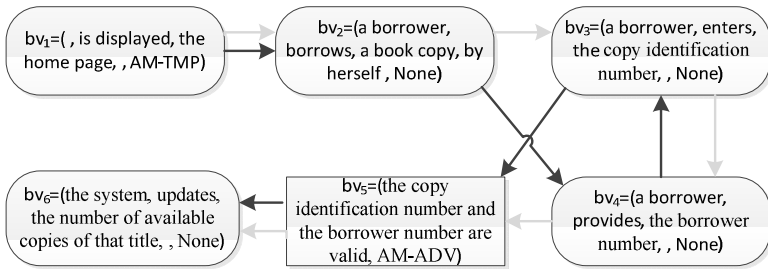 bv₁=( , is displayed, the
home page, , AM-TMP)
bv₂=(a borrower,
borrows, a book copy, by
herself , None)
bv₃=(a borrower, enters,
the copy identification
number, , None)
bv₆=(the system, updates,
the number of available
copies of that title, , None)
bv₅=(the copy
identification number and
the borrower number are
valid, AM-ADV)
bv₄=(a borrower,
provides, the borrower
number, , None)